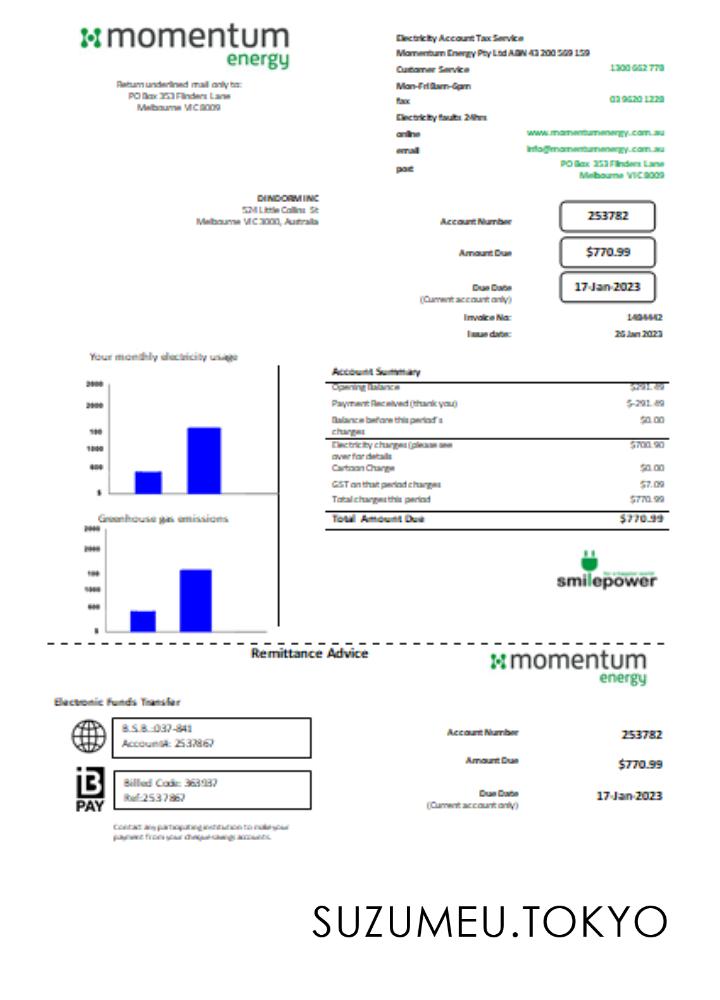 momentum
energy
Return underlined mail only to:
PO Box 353 Flinders Lane
Melbourne VIC 8009
Electricity Account Tax Service
Momentum Energy Pty Ltd ABN 43 200 569 159
Customer Service 1300 662 778
Mon-Fri 8am-6pm
fax 03 9620 1228
Electricity faults 24hrs
online www.momentumenergy.com.au
email info@momentumenergy.com.au
post PO Box 353 Flinders Lane
Melbourne VIC 8009
DINDORM INC
524 Little Collins St
Melbourne VIC 3000, Australia
Account Number 253782
Amount Due $770.99
Due Date 17-Jan-2023
(Current account only)
Invoice No: 1484442
Issue date: 26 Jan 2023
Your monthly electricity usage
2000
2000
100
1000
600
$
Greenhouse gas emissions
2000
2000
100
1000
600
$
Account Summary
Opening Balance $291.49
Payment Received (thank you) $-291.49
Balance before this period's $0.00
charges
Electricity charges (please see $700.90
over for details
Cartoon Charge $0.00
GST on that period charges $7.09
Total charges this period $770.99
Total Amount Due $770.99
smilepower
Remittance Advice
momentum
energy
Electronic Funds Transfer
B.S.B.:037-841
Account#: 2537867
B
PAY
Billed Code: 363937
Ref:2537867
Contact any participating institution to make your
payment from your cheque savings accounts.
Account Number 253782
Amount Due $770.99
Due Date 17-Jan-2023
(Current account only)
SUZUMEU.TOKYO